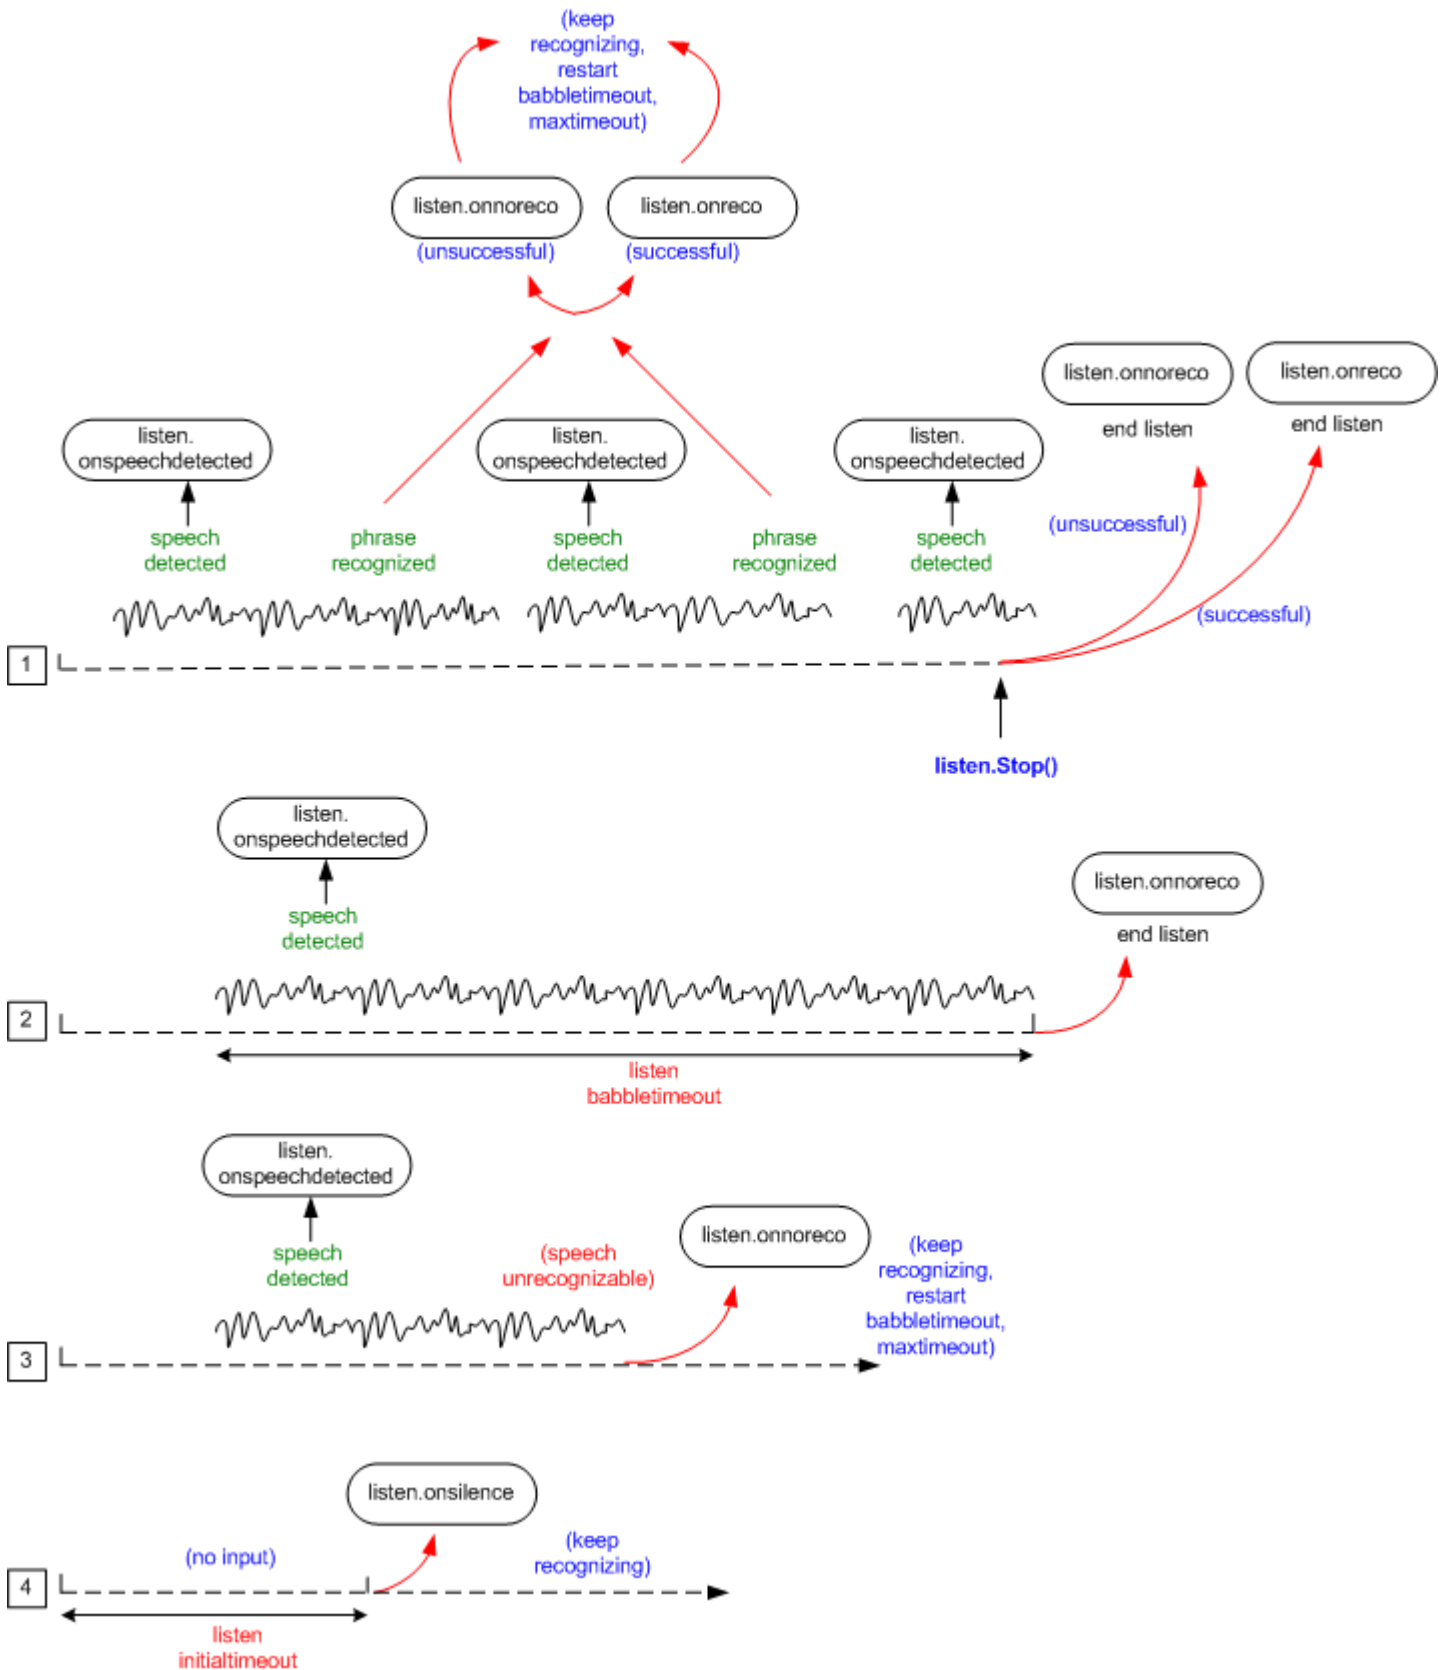 (keep
recognizing,
restart
babbletimeout,
maxtimeout)
listen.onnoreco
listen.onreco
(unsuccessful)
(successful)
listen.onnoreco
listen.onreco
end listen
end listen
listen.
onspeechdetected
listen.
onspeechdetected
listen.
onspeechdetected
(unsuccessful)
speech
detected
phrase
recognized
speech
detected
phrase
recognized
speech
detected
(successful)
1
listen.Stop()
listen.
onspeechdetected
listen.onnoreco
end listen
speech
detected
2
listen
babbletimeout
listen.
onspeechdetected
listen.onnoreco
speech
detected
(speech
unrecognizable)
(keep
recognizing,
restart
babbletimeout,
maxtimeout)
3
listen.onsilence
(no input)
(keep
recognizing)
4
listen
initialtimeout